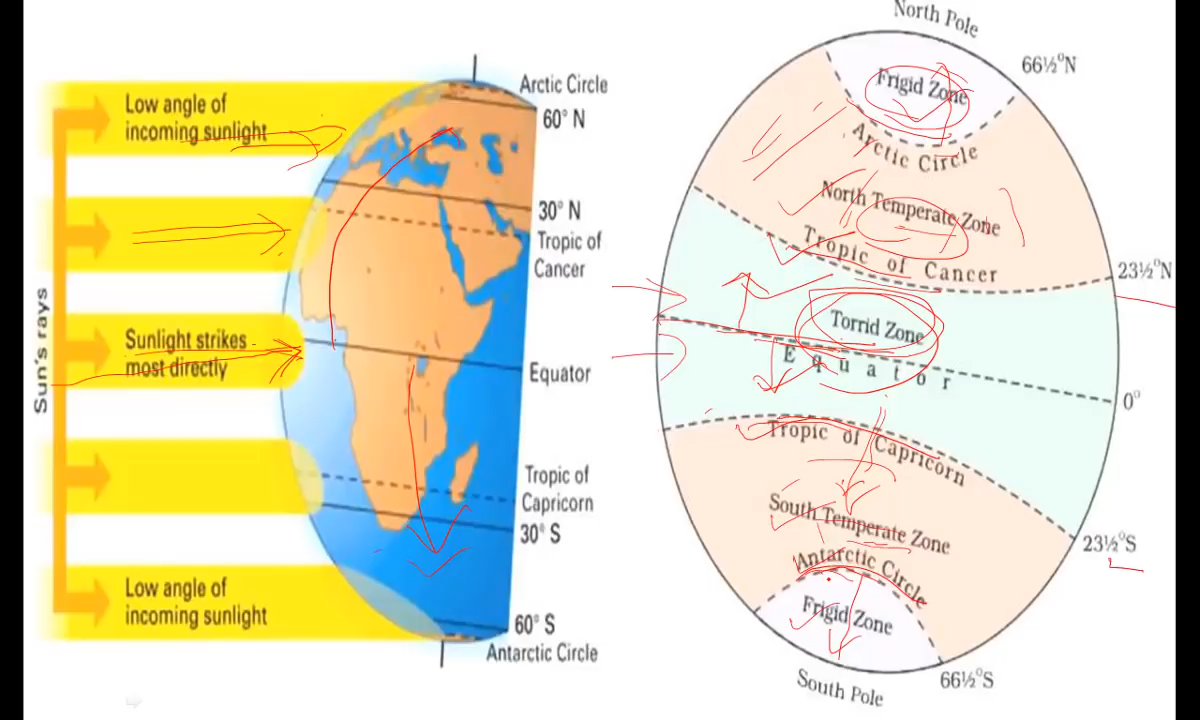 Sun's rays
Low angle of
incoming sunlight
Sunlight strikes
most directly
Low angle of
incoming sunlight
Arctic Circle
60° N
30° N
Tropic of
Cancer
Equator
Tropic of
Capricorn
30° S
60° S
Antarctic Circle
North Pole
66½°N
Frigid Zone
Arctic Circle
North Temperate Zone
Tropic of Cancer
23½°N
Torrid Zone
Equator
0°
Tropic of Capricorn
South Temperate Zone
23½°S
Antarctic Circle
Frigid Zone
66½°S
South Pole